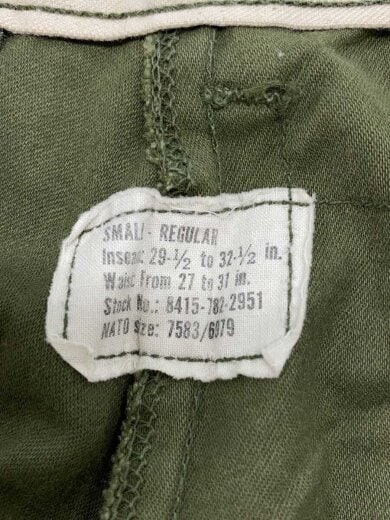 SMALL - REGULAR
Inseam: 29-½ to 32-½ in.
Waist From 27 to 31 in.
Stock No.: 8415-782-2951
NATO Size: 7583/6979